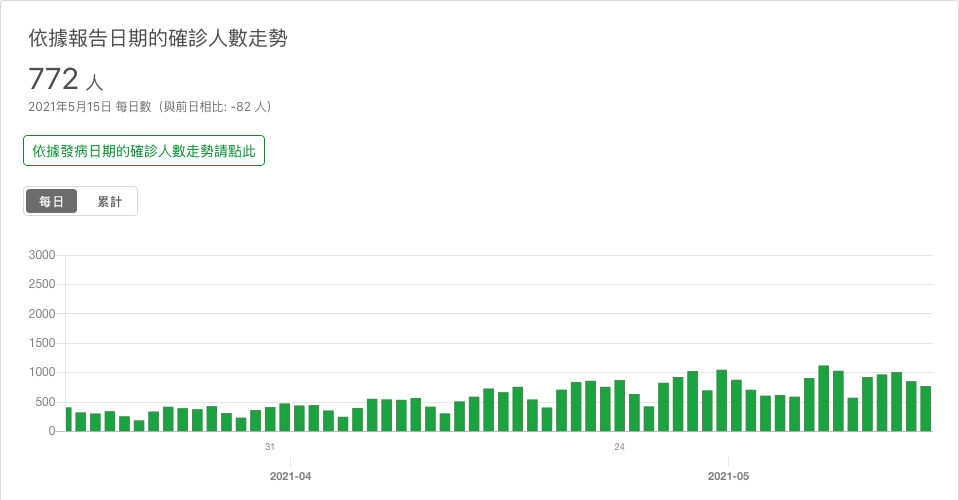 依據報告日期的確診人數走勢
772 人
2021年5月15日 每日數（與前日相比: -82 人）
依據發病日期的確診人數走勢請點此
每日 累計
3000
2500
2000
1500
1000
500
0
31 24
2021-04 2021-05